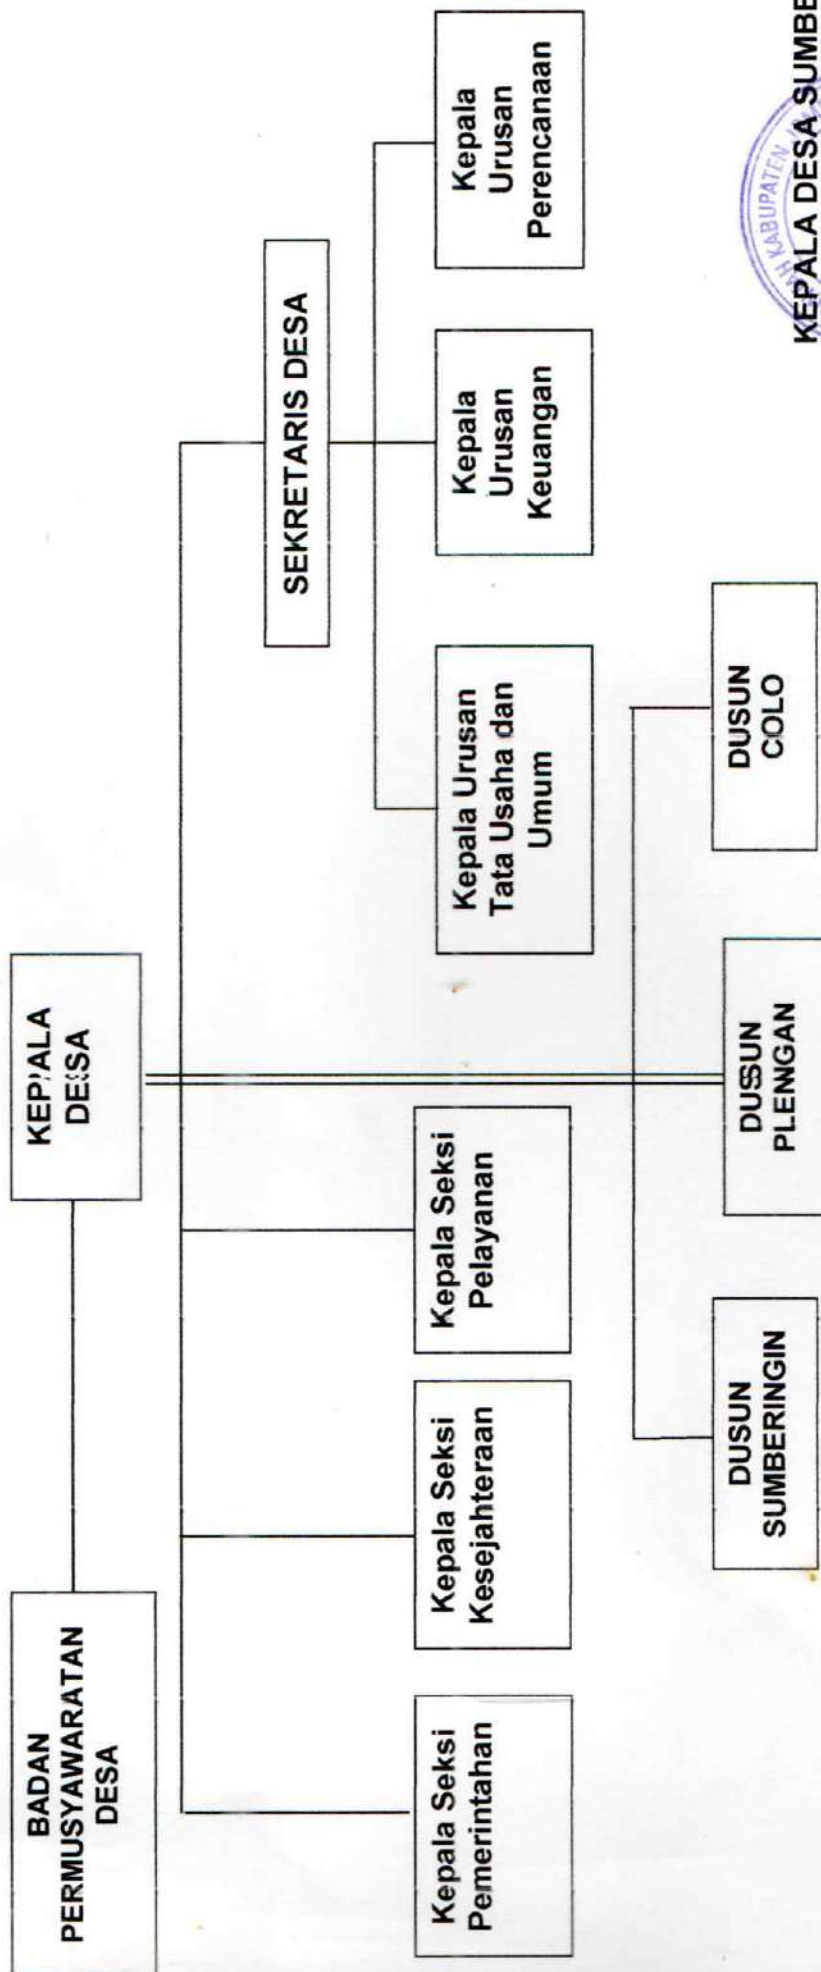 BADAN
PERMUSYAWARATAN
DESA
KEPALA
DESA
SEKRETARIS DESA
Kepala Seksi
Pemerintahan
Kepala Seksi
Kesejahteraan
Kepala Seksi
Pelayanan
Kepala Urusan
Tata Usaha dan
Umum
Kepala
Urusan
Keuangan
Kepala
Urusan
Perencanaan
DUSUN
SUMBERINGIN
DUSUN
PLENGAN
DUSUN
COLO
KABUPATEN
KEPALA DESA SUMBE